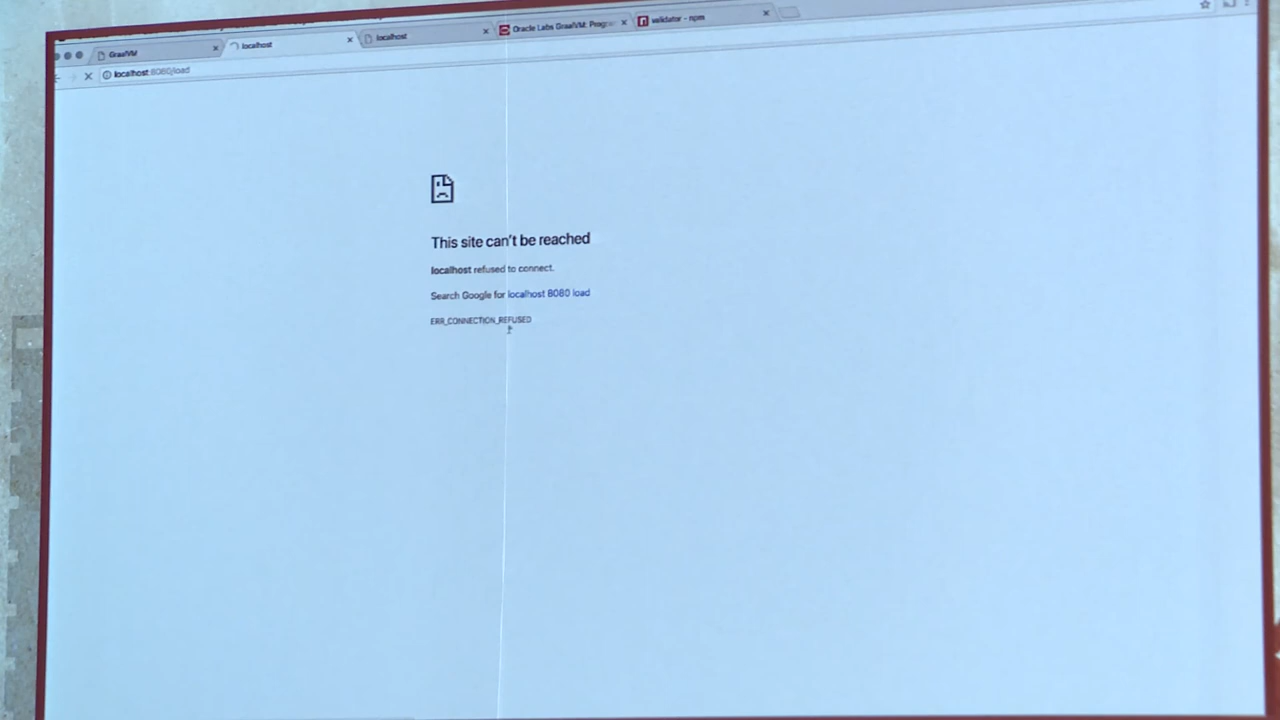 GraalVM
localhost
localhost
Oracle Labs GraalVM: Progra
validator - npm
localhost:8080/load
This site can't be reached
localhost refused to connect.
Search Google for localhost 8080 load
ERR_CONNECTION_REFUSED